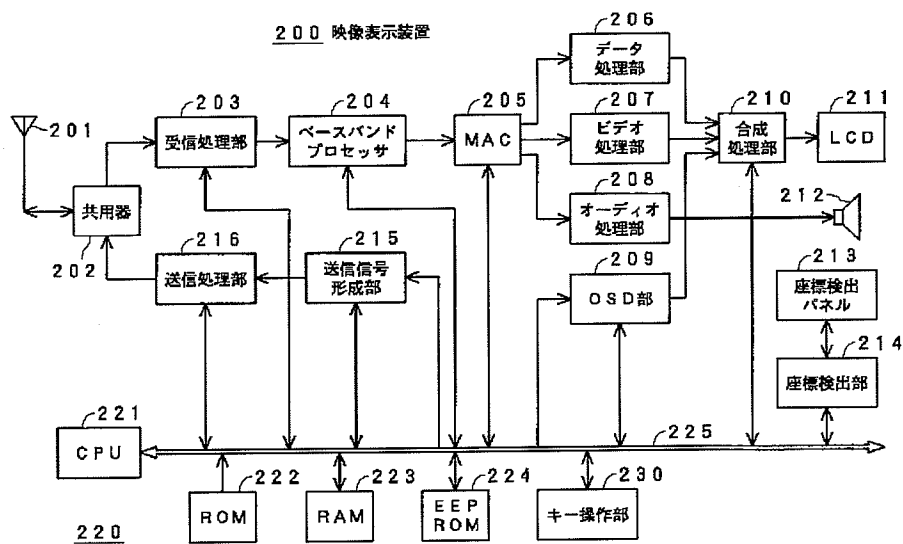 200 映像表示装置
201
共用器
202
203
受信処理部
204
ベースバンド
プロセッサ
205
MAC
206
データ
処理部
207
ビデオ
処理部
208
オーディオ
処理部
209
OSD部
210
合成
処理部
211
LCD
212
213
座標検出
パネル
214
座標検出部
215
送信信号
形成部
216
送信処理部
221
CPU
225
222
ROM
223
RAM
224
EEP
ROM
230
キー操作部
220